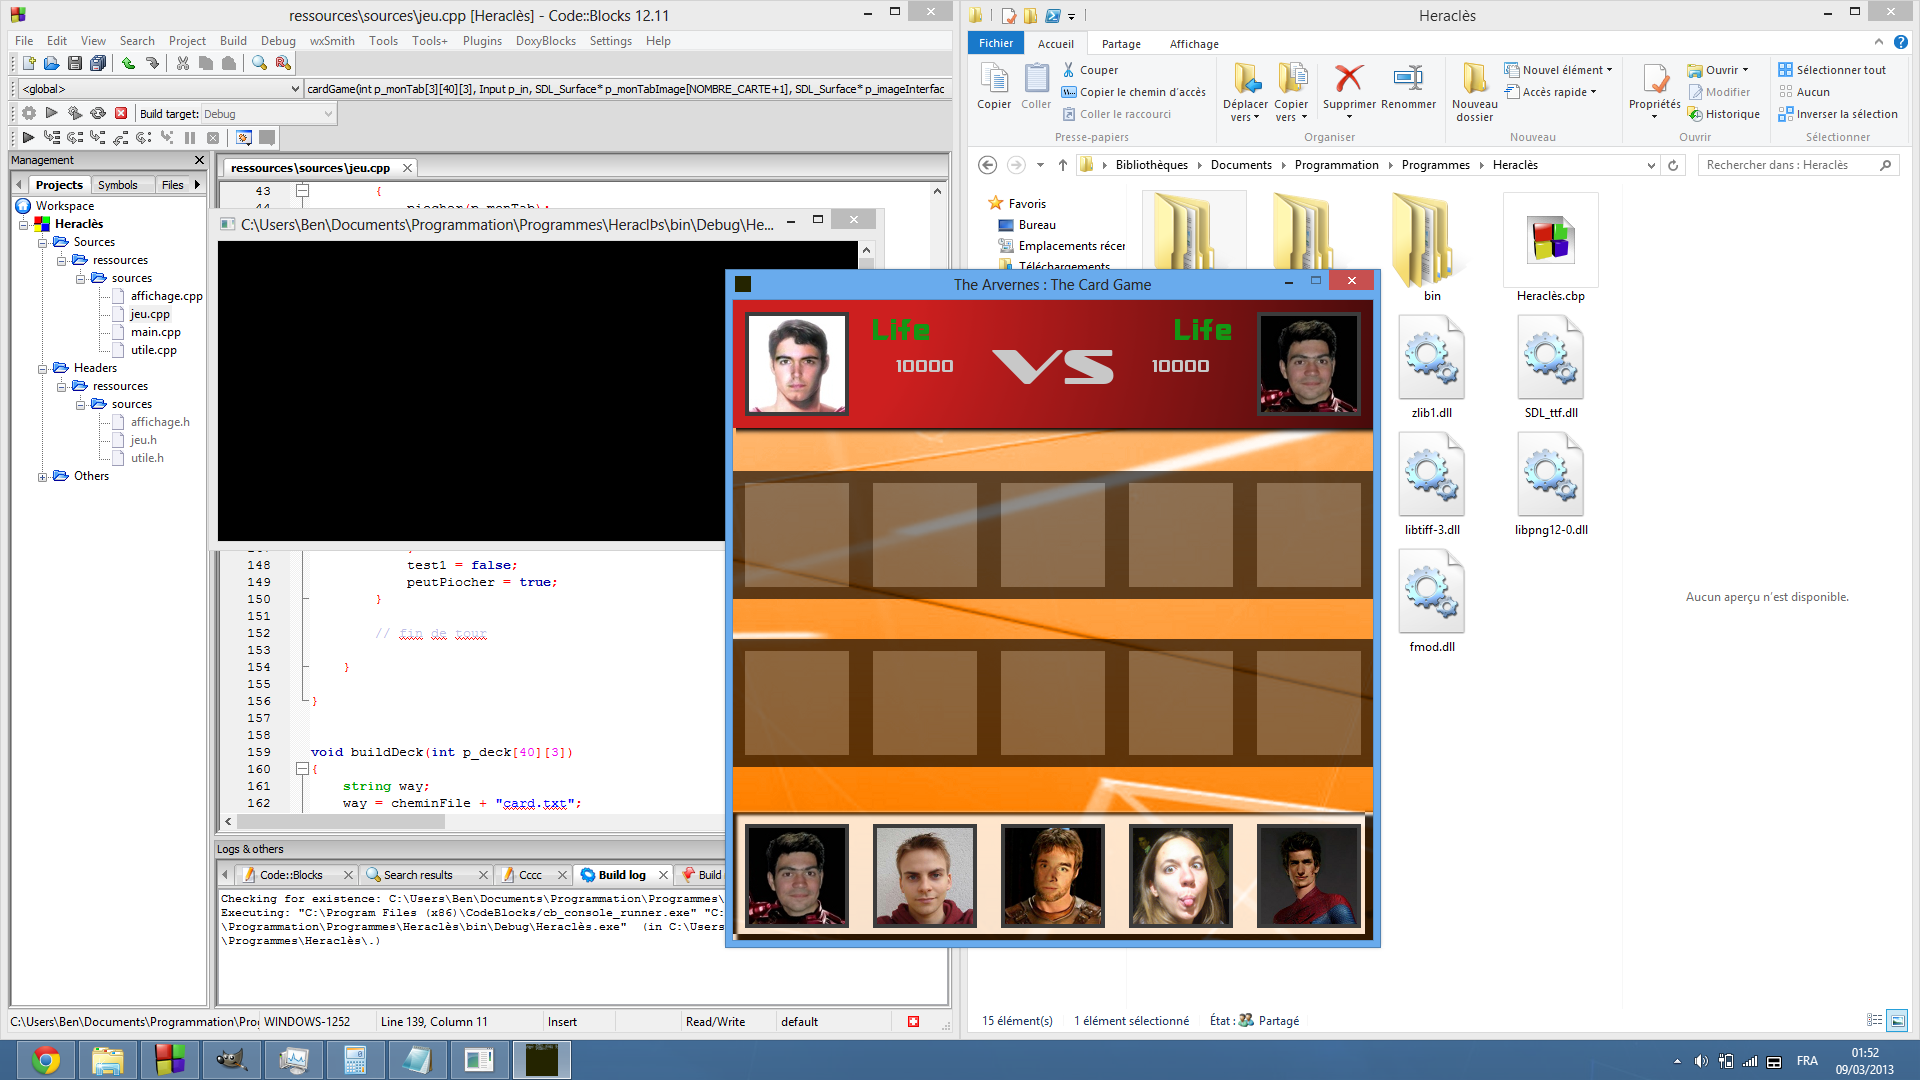 ressources\sources\jeu.cpp [Heraclès] - Code::Blocks 12.11
File Edit View Search Project Build Debug wxSmith Tools Tools+ Plugins DoxyBlocks Settings Help
<global>
cardGame(int p_monTab[3][40][3], Input p_in, SDL_Surface* p_monTabImage[NOMBRE_CARTE+1], SDL_Surface* p_imageInterfac
Build target: Debug
Management
Projects Symbols Files
Workspace
Heraclès
Sources
ressources
sources
affichage.cpp
jeu.cpp
main.cpp
utile.cpp
Headers
ressources
sources
affichage.h
jeu.h
utile.h
Others
ressources\sources\jeu.cpp
43 {
C:\Users\Ben\Documents\Programmation\Programmes\HeraclÞs\bin\Debug\He...
148 test1 = false;
149 peutPiocher = true;
150 }
151
152 // fin de tour
153
154 }
155
156 }
157
158
159 void buildDeck(int p_deck[40][3])
160 {
161 string way;
162 way = cheminFile + "card.txt";
Logs & others
Code::Blocks Search results Cccc Build log Build
Checking for existence: C:\Users\Ben\Documents\Programmation\Programmes\
Executing: "C:\Program Files (x86)\CodeBlocks/cb_console_runner.exe" "C:
\Programmation\Programmes\Heraclès\bin\Debug\Heraclès.exe" (in C:\Users
\Programmes\Heraclès\.)
C:\Users\Ben\Documents\Programmation\Prog WINDOWS-1252 Line 139, Column 11 Insert Read/Write default
The Arvernes : The Card Game
Life Life
10000 VS 10000
Heraclès
Fichier Accueil Partage Affichage
Copier
Coller
Couper
Copier le chemin d'accès
Coller le raccourci
Presse-papiers
Déplacer vers
Copier vers
Supprimer
Renommer
Organiser
Nouveau dossier
Nouvel élément
Accès rapide
Nouveau
Propriétés
Ouvrir
Modifier
Historique
Ouvrir
Sélectionner tout
Aucun
Inverser la sélection
Sélectionner
Bibliothèques Documents Programmation Programmes Heraclès
Rechercher dans : Heraclès
Favoris
Bureau
Emplacements récer
Téléchargements
bin
Heraclès.cbp
zlib1.dll
SDL_ttf.dll
libtiff-3.dll
libpng12-0.dll
fmod.dll
Aucun aperçu n'est disponible.
15 élément(s) 1 élément sélectionné État : Partagé
FRA
01:52
09/03/2013